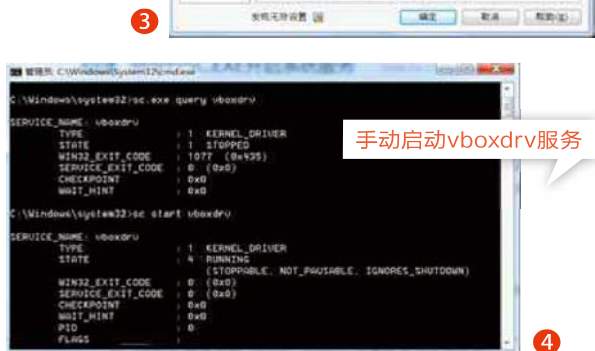 3
发现无效设置
确定 取消 帮助(H)
管理员: C:\Windows\System32\cmd.exe
C:\Windows\system32>sc.exe query vboxdrv
SERVICE_NAME: vboxdrv
TYPE : 1 KERNEL_DRIVER
STATE : 1 STOPPED
WIN32_EXIT_CODE : 1077 (0x435)
SERVICE_EXIT_CODE : 0 (0x0)
CHECKPOINT : 0x0
WAIT_HINT : 0x0
手动启动vboxdrv服务
C:\Windows\system32>sc start vboxdrv
SERVICE_NAME: vboxdrv
TYPE : 1 KERNEL_DRIVER
STATE : 4 RUNNING
(STOPPABLE, NOT_PAUSABLE, IGNORES_SHUTDOWN)
WIN32_EXIT_CODE : 0 (0x0)
SERVICE_EXIT_CODE : 0 (0x0)
CHECKPOINT : 0x0
WAIT_HINT : 0x0
PID : 0
FLAGS :
4